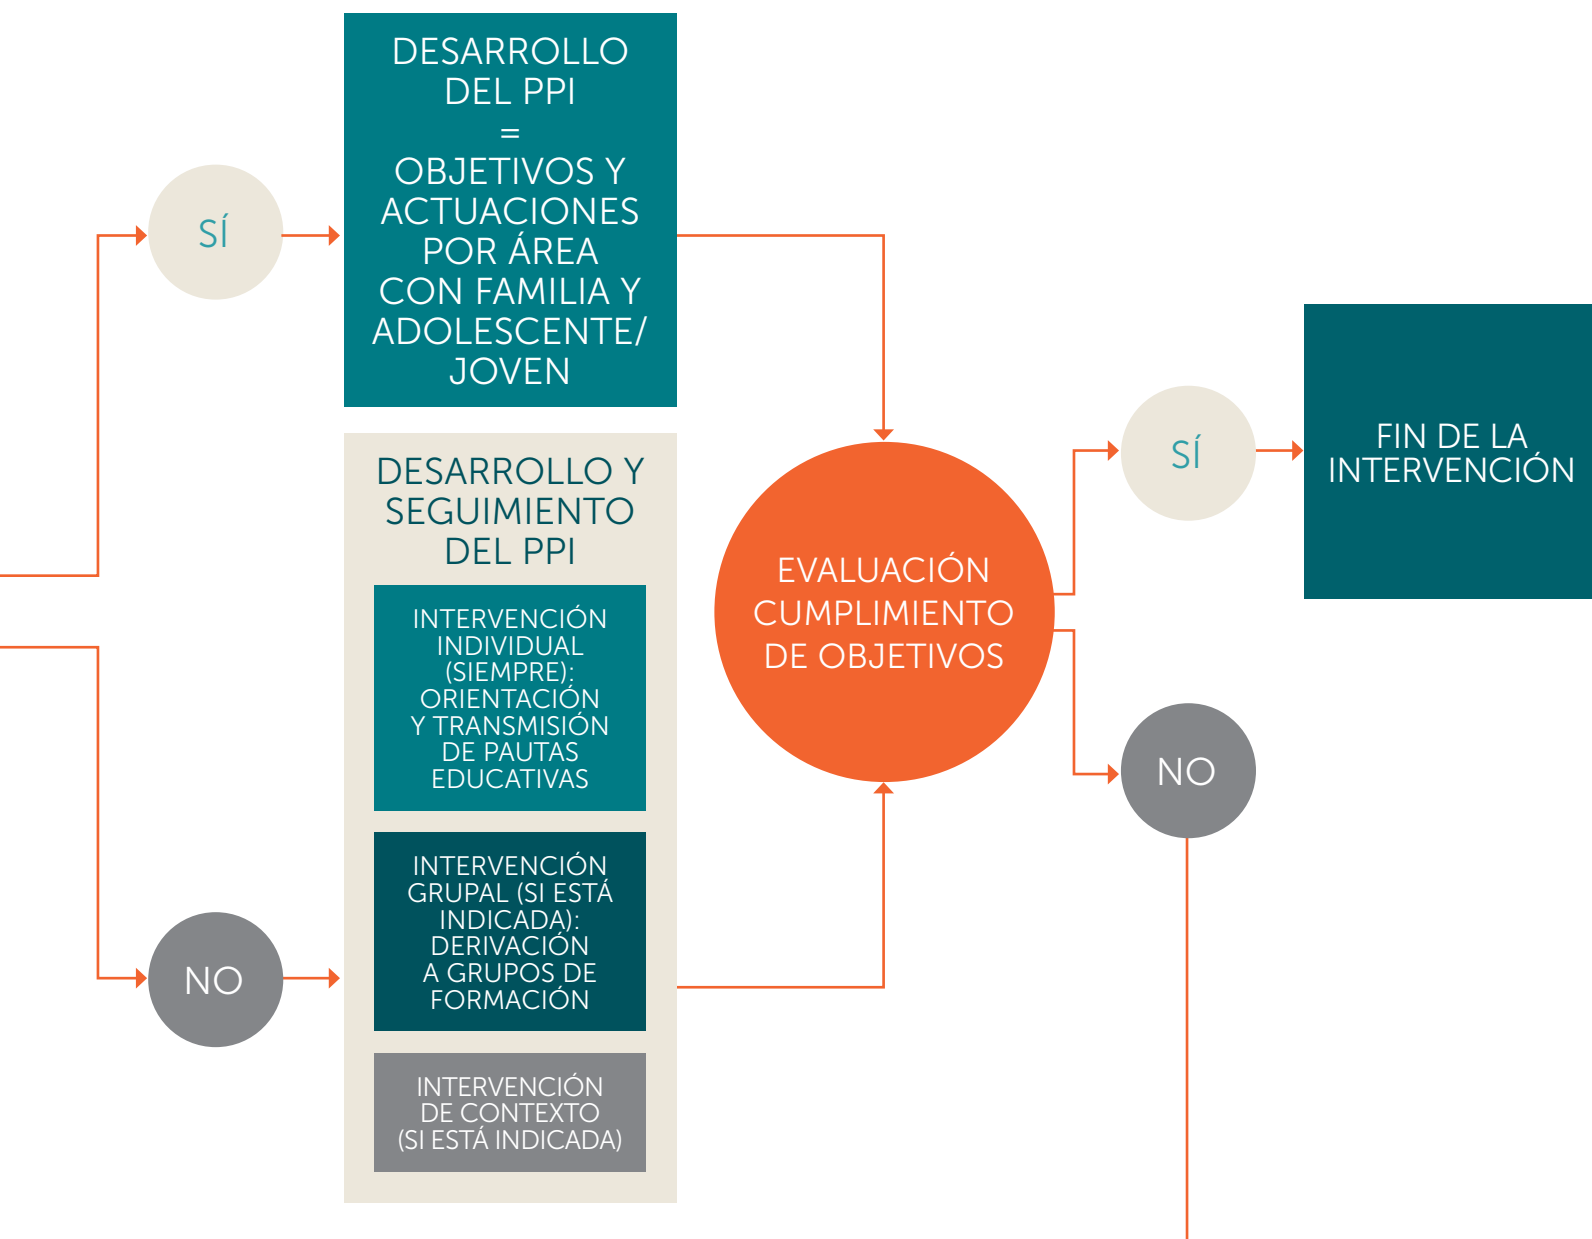 SÍ
DESARROLLO
DEL PPI
=
OBJETIVOS Y
ACTUACIONES
POR ÁREA
CON FAMILIA Y
ADOLESCENTE/
JOVEN
NO
DESARROLLO Y
SEGUIMIENTO
DEL PPI
INTERVENCIÓN
INDIVIDUAL
(SIEMPRE):
ORIENTACIÓN
Y TRANSMISIÓN
DE PAUTAS
EDUCATIVAS
INTERVENCIÓN
GRUPAL (SI ESTÁ
INDICADA):
DERIVACIÓN
A GRUPOS DE
FORMACIÓN
INTERVENCIÓN
DE CONTEXTO
(SI ESTÁ INDICADA)
EVALUACIÓN
CUMPLIMIENTO
DE OBJETIVOS
SÍ
FIN DE LA
INTERVENCIÓN
NO